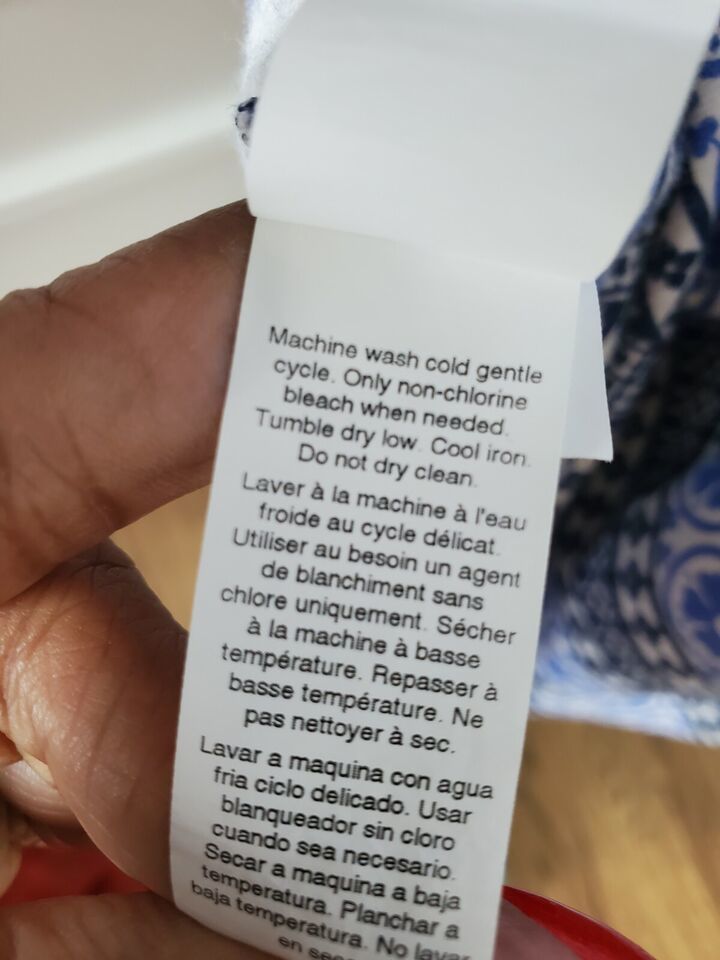 Machine wash cold gentle
cycle. Only non-chlorine
bleach when needed.
Tumble dry low. Cool iron.
Do not dry clean.
Laver à la machine à l'eau
froide au cycle délicat.
Utiliser au besoin un agent
de blanchiment sans
chlore uniquement. Sécher
à la machine à basse
température. Repasser à
basse température. Ne
pas nettoyer à sec.
Lavar a maquina con agua
fria ciclo delicado. Usar
blanqueador sin cloro
cuando sea necesario.
Secar a maquina a baja
temperatura. Planchar a
baja temperatura. No lavar
en